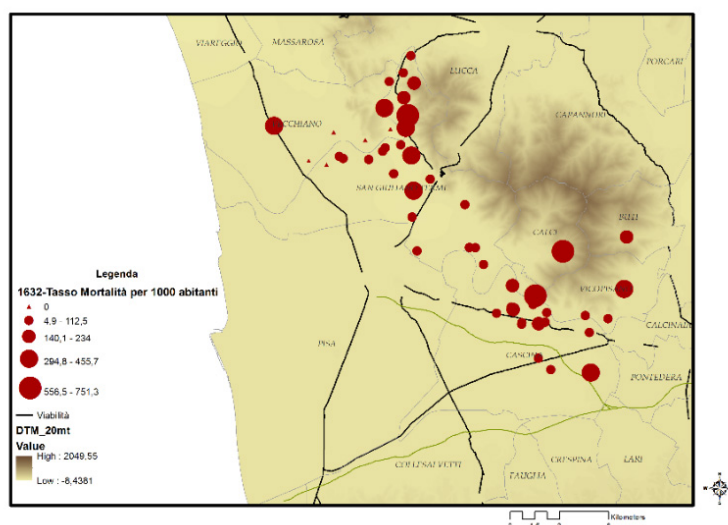 VIAREGGIO
MASSAROSA
LUCCA
PORCARI
CAPANNORI
SAN GIULIANO TERME
BUTI
CALCI
VICOPISANO
CALCINAIA
CASCINA
PISA
PONTEDERA
COLLESALVETTI
FAUGLIA
CRESPINA
LARI
Legenda
1632-Tasso Mortalità per 1000 abitanti
0
4,9 - 112,5
140,1 - 234
294,8 - 455,7
556,5 - 751,3
Viabilità
DTM_20mt
Value
High : 2049,55
Low : -8,4381
Kilometers